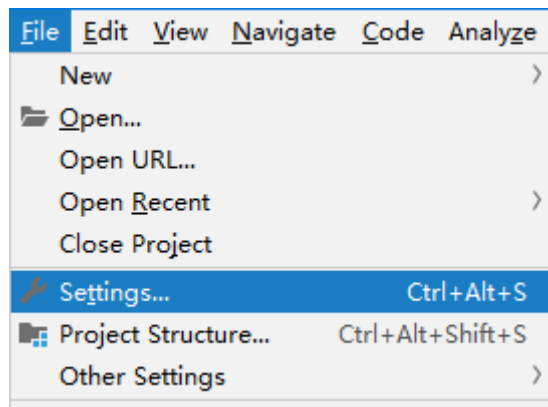 File Edit View Navigate Code Analyze
New
Open...
Open URL...
Open Recent
Close Project
Settings... Ctrl+Alt+S
Project Structure... Ctrl+Alt+Shift+S
Other Settings